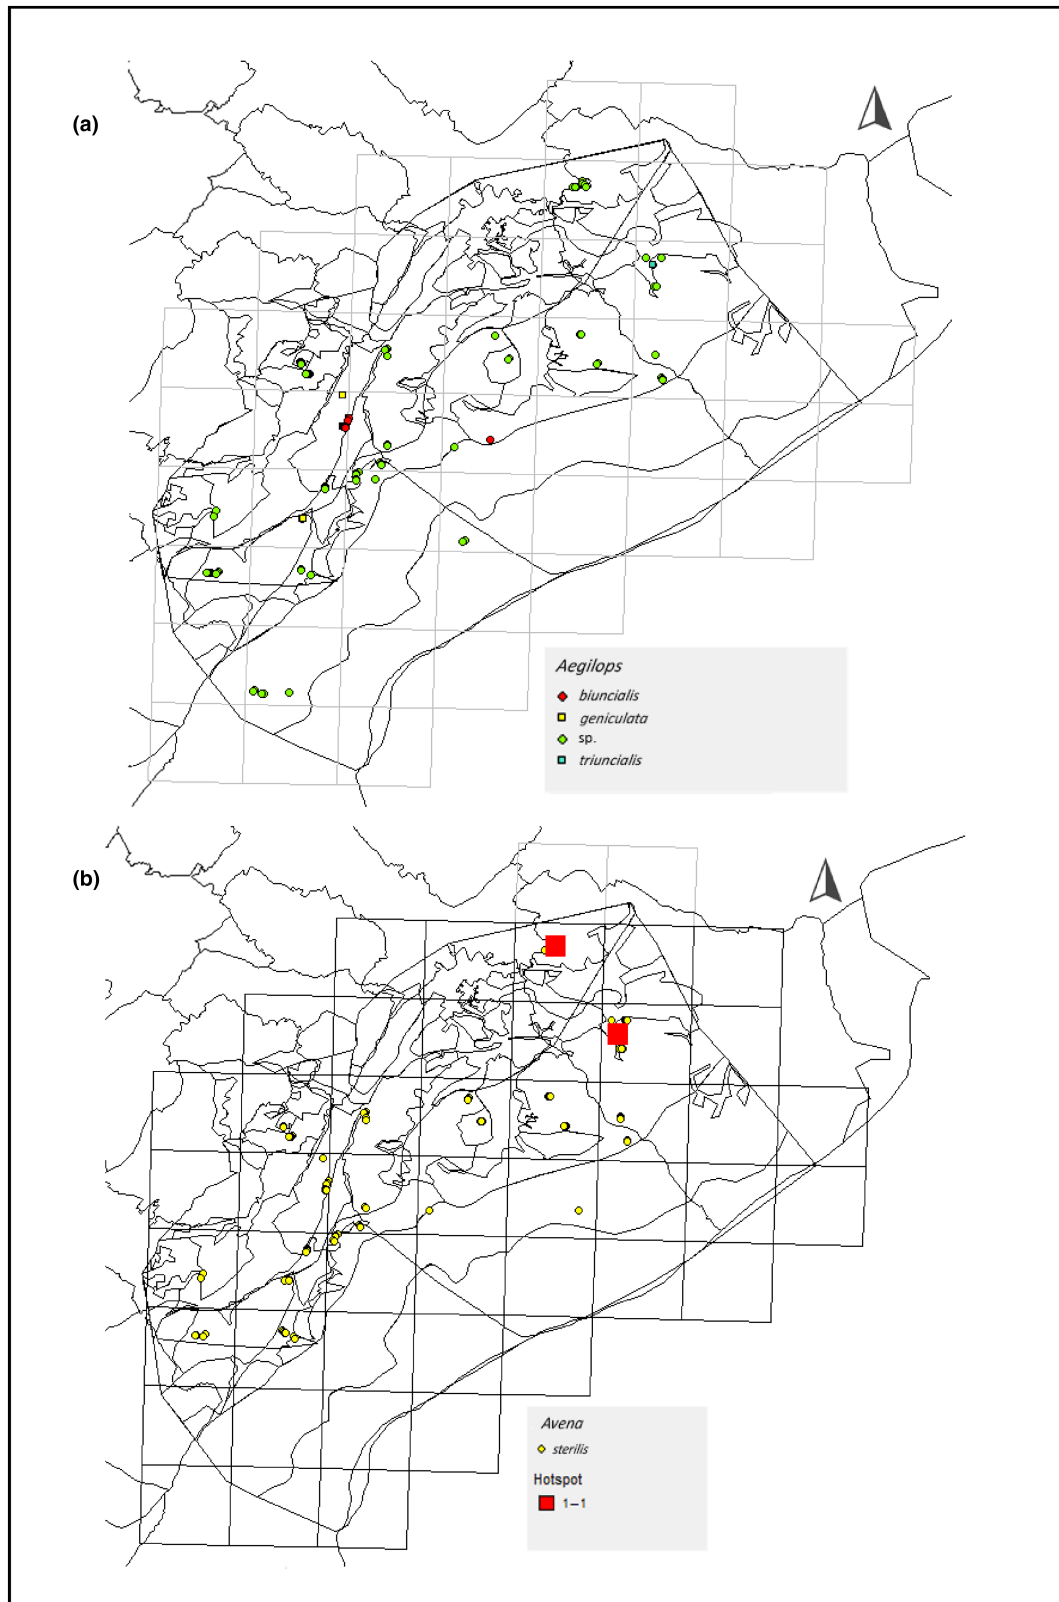 (a)
Aegilops
biuncialis
geniculata
sp.
triuncialis
(b)
Avena
sterilis
Hotspot
1–1